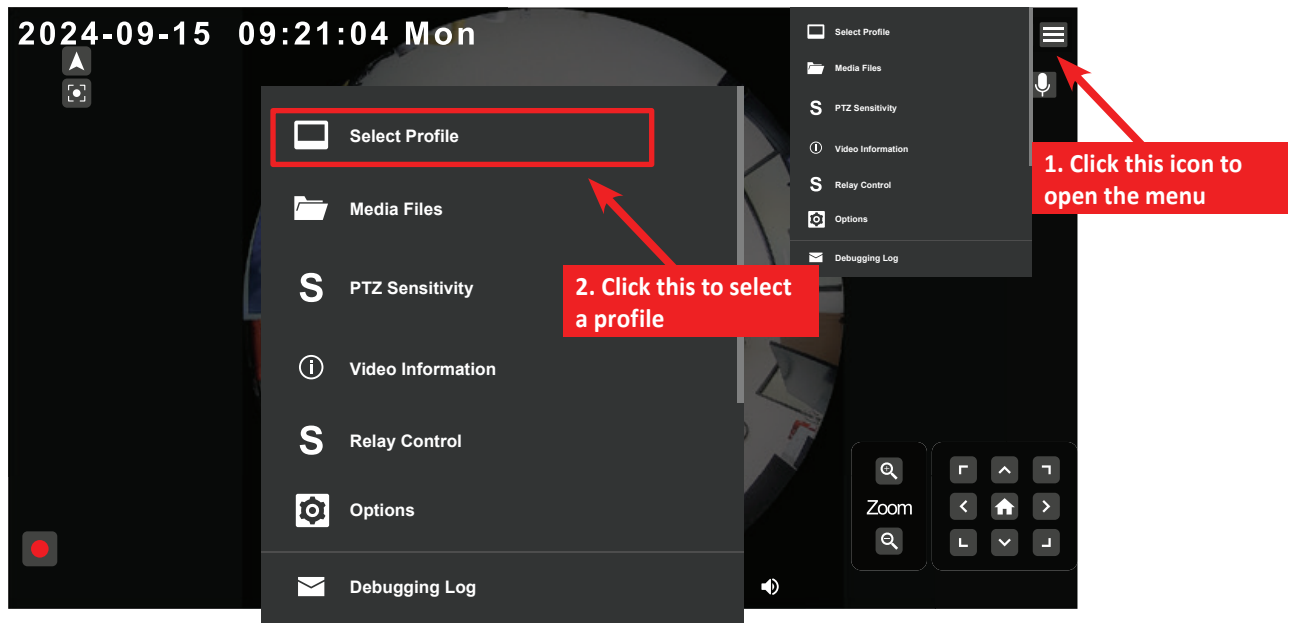 2024-09-15 09:21:04 Mon
Select Profile
Media Files
S PTZ Sensitivity
Video Information
S Relay Control
Options
Debugging Log
1. Click this icon to
open the menu
Select Profile
Media Files
S PTZ Sensitivity
Video Information
S Relay Control
Options
Debugging Log
2. Click this to select
a profile
Zoom